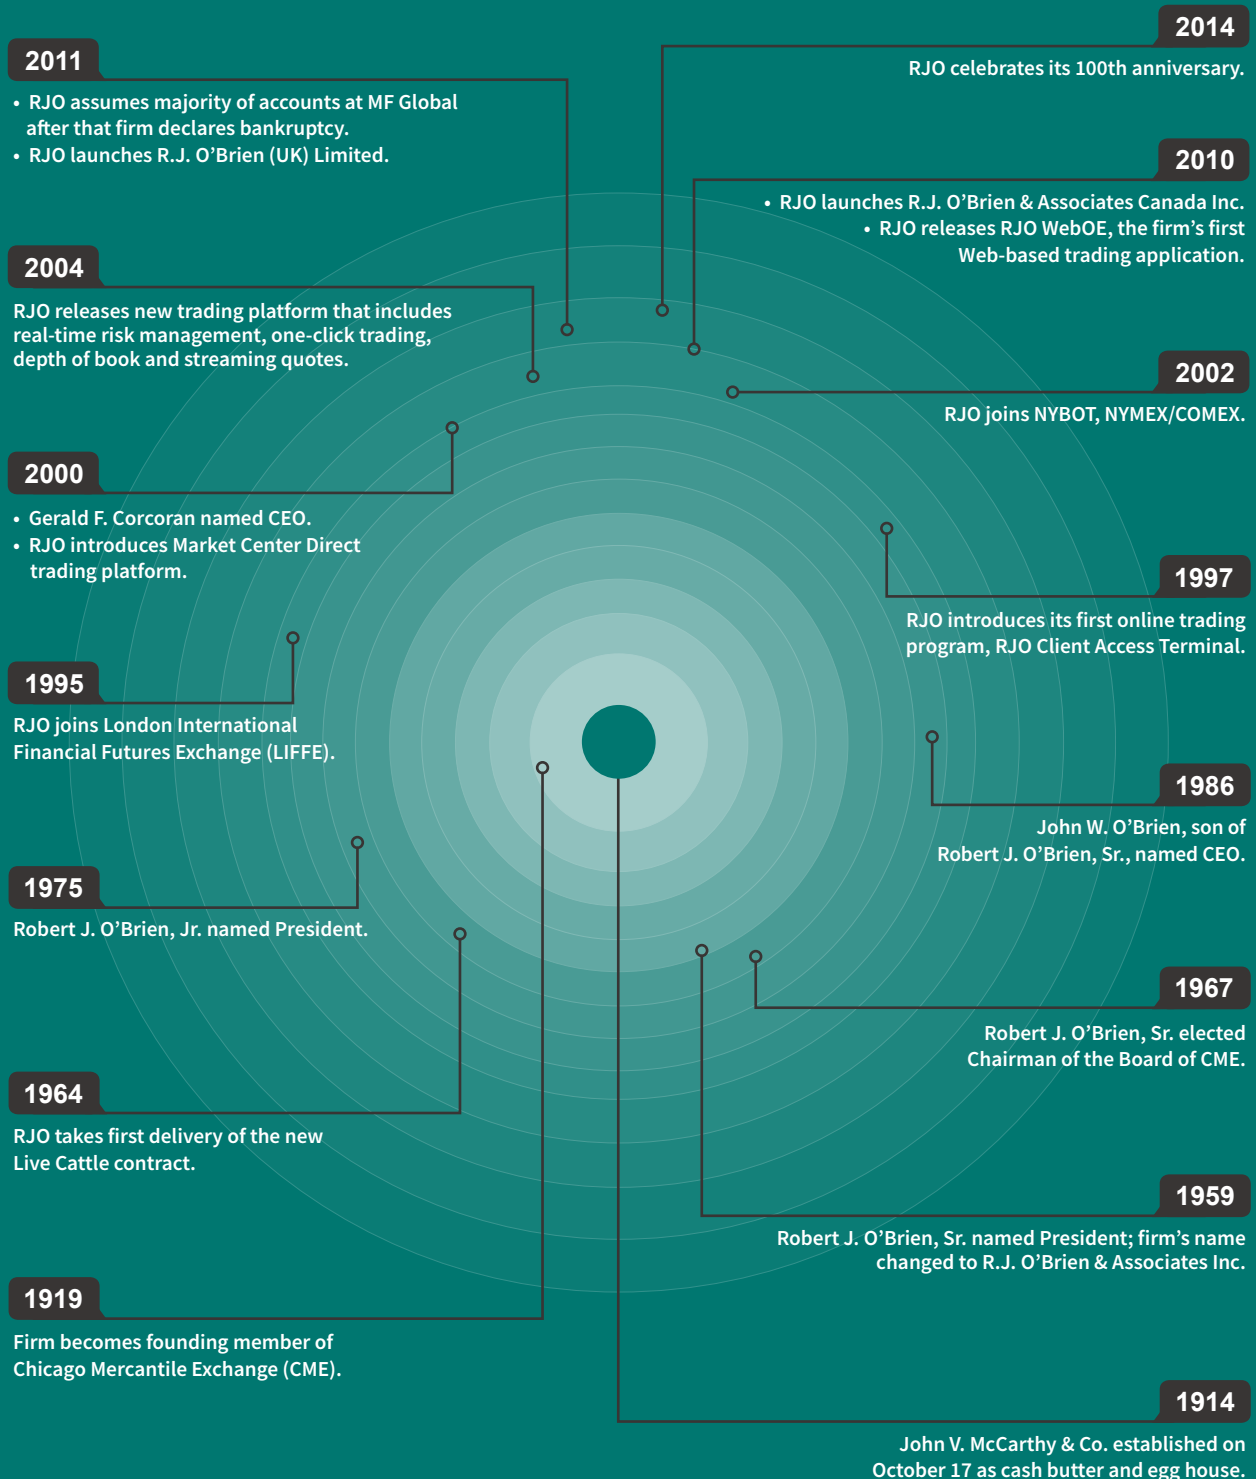 2014
RJO celebrates its 100th anniversary.
2011
• RJO assumes majority of accounts at MF Global
after that firm declares bankruptcy.
• RJO launches R.J. O’Brien (UK) Limited.
2010
• RJO launches R.J. O’Brien & Associates Canada Inc.
• RJO releases RJO WebOE, the firm’s first
Web-based trading application.
2004
RJO releases new trading platform that includes
real-time risk management, one-click trading,
depth of book and streaming quotes.
2002
RJO joins NYBOT, NYMEX/COMEX.
2000
• Gerald F. Corcoran named CEO.
• RJO introduces Market Center Direct
trading platform.
1997
RJO introduces its first online trading
program, RJO Client Access Terminal.
1995
RJO joins London International
Financial Futures Exchange (LIFFE).
1986
John W. O’Brien, son of
Robert J. O’Brien, Sr., named CEO.
1975
Robert J. O’Brien, Jr. named President.
1967
Robert J. O’Brien, Sr. elected
Chairman of the Board of CME.
1964
RJO takes first delivery of the new
Live Cattle contract.
1959
Robert J. O’Brien, Sr. named President; firm’s name
changed to R.J. O’Brien & Associates Inc.
1919
Firm becomes founding member of
Chicago Mercantile Exchange (CME).
1914
John V. McCarthy & Co. established on
October 17 as cash butter and egg house.